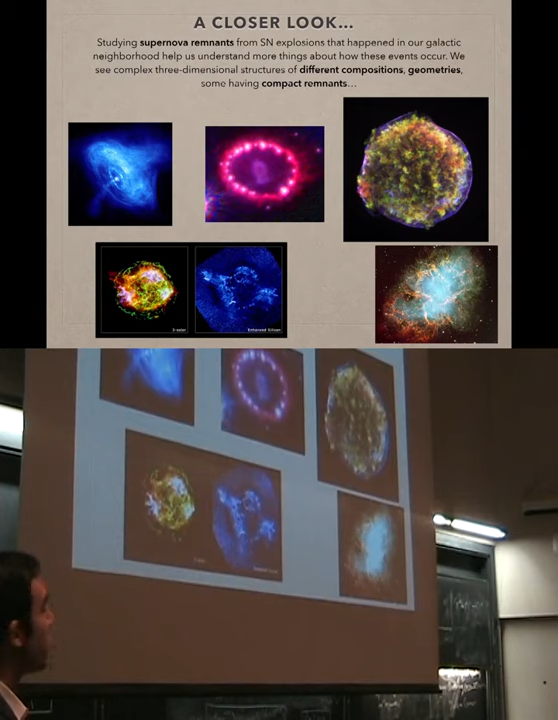 A CLOSER LOOK...
Studying supernova remnants from SN explosions that happened in our galactic
neighborhood help us understand more things about how these events occur. We
see complex three-dimensional structures of different compositions, geometries,
some having compact remnants...
3-color
Enhanced Silicon